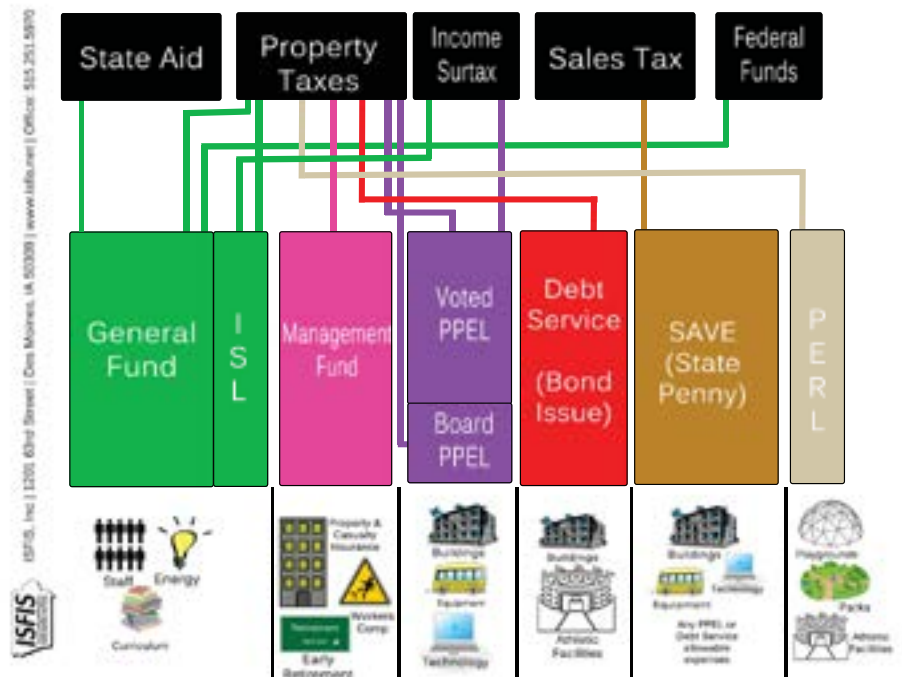 State Aid
Property
Taxes
Income
Surtax
Sales Tax
Federal
Funds
General
Fund
I
S
L
Management
Fund
Voted
PPEL
Board
PPEL
Debt
Service
(Bond
Issue)
SAVE
(State
Penny)
P
E
R
L
Staff
Energy
Curriculum
Property &
Casualty
Insurance
Workers
Comp
Retirement
Early
Retirement
Buildings
Equipment
Technology
Buildings
Athletic
Facilities
Buildings
Technology
Equipment
Any PPEL or
Debt Service
allowable
expenses
Playgrounds
Parks
Athletic
Facilities
ISFIS, Inc | 1201 63rd Street | Des Moines, IA 50309 | www.isfis.net | Office: 515.251.5970
ISFIS